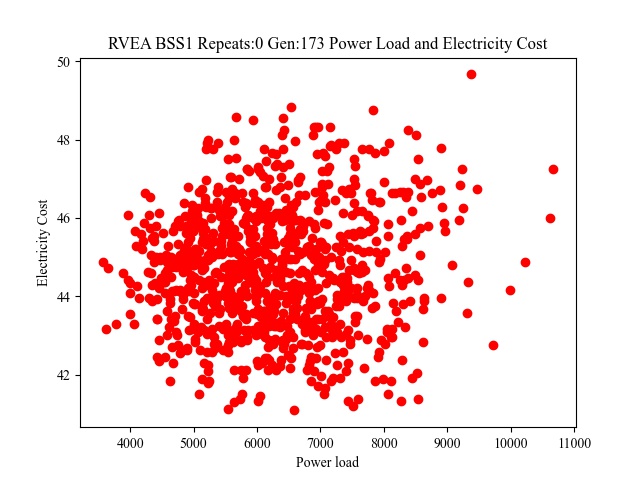 RVEA BSS1 Repeats:0 Gen:173 Power Load and Electricity Cost
50
48
46
44
42
Electricity Cost
4000 5000 6000 7000 8000 9000 10000 11000
Power load